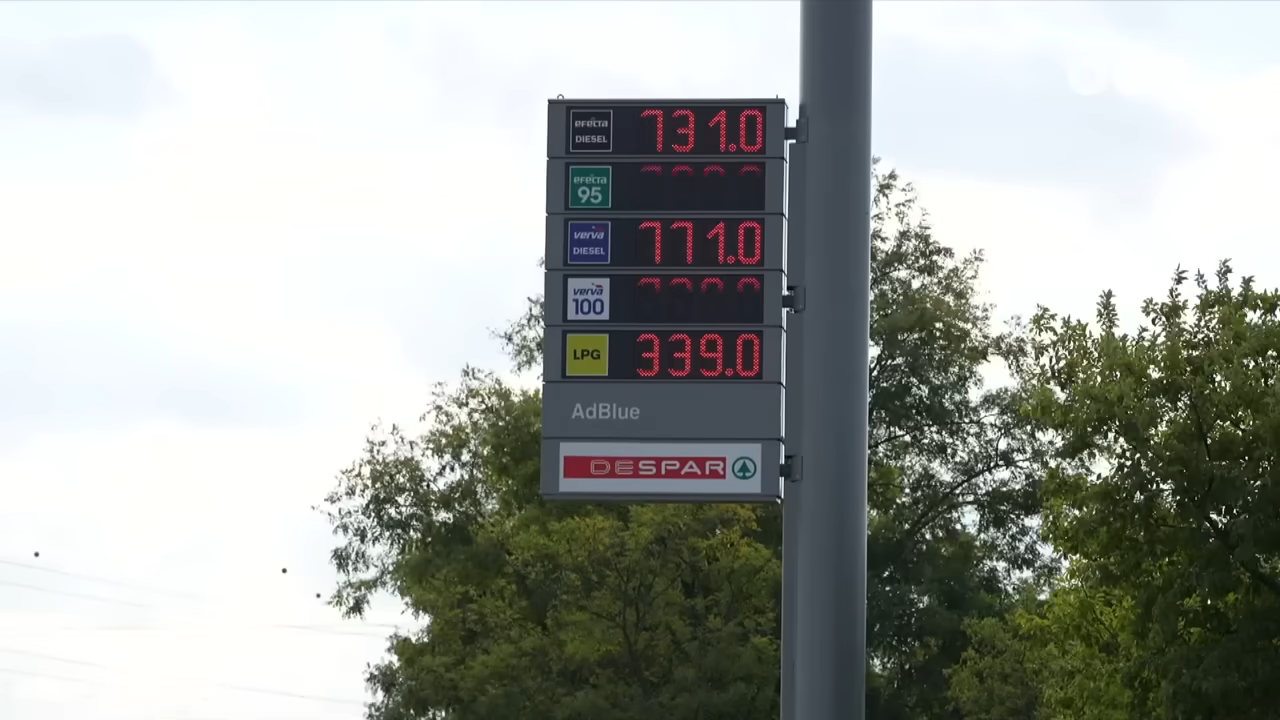 efecta
DIESEL
731.0
efecta
95
verva
DIESEL
771.0
verva
100
LPG
339.0
AdBlue
DESPAR